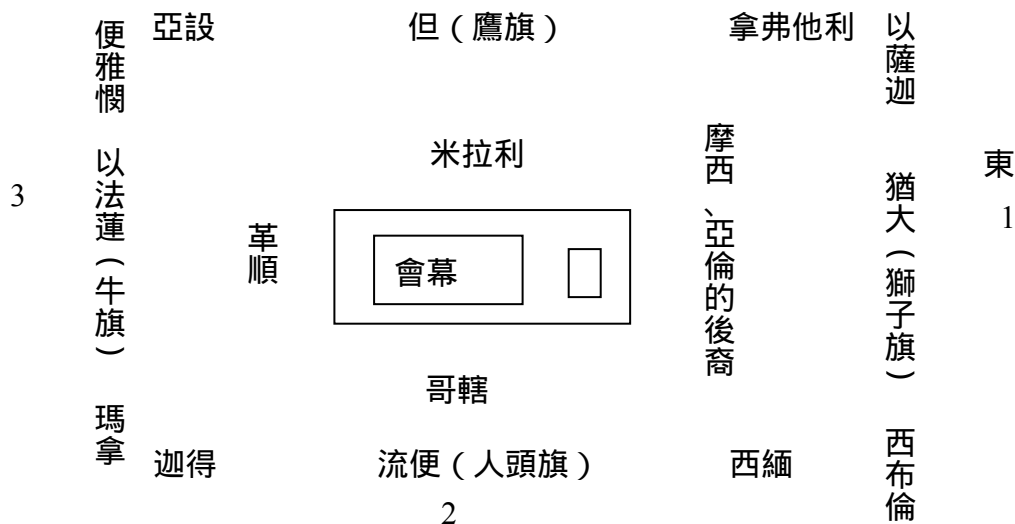 亞設
但（鷹旗）
拿弗他利
以薩迦
猶大（獅子旗）
西布倫
東
1
便雅憫
以法蓮（牛旗）
瑪拿
3
米拉利
摩西、亞倫的後裔
革順
會幕
哥轄
迦得
流便（人頭旗）
西緬
2